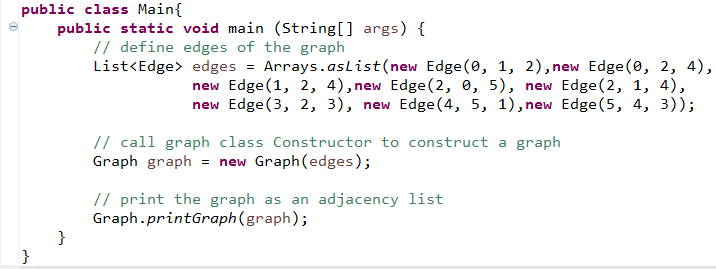 public class Main{
    public static void main (String[] args) {
        // define edges of the graph
        List<Edge> edges = Arrays.asList(new Edge(0, 1, 2),new Edge(0, 2, 4),
                   new Edge(1, 2, 4),new Edge(2, 0, 5), new Edge(2, 1, 4),
                   new Edge(3, 2, 3), new Edge(4, 5, 1),new Edge(5, 4, 3));
        // call graph class Constructor to construct a graph
        Graph graph = new Graph(edges);
        // print the graph as an adjacency list
        Graph.printGraph(graph);
    }
}